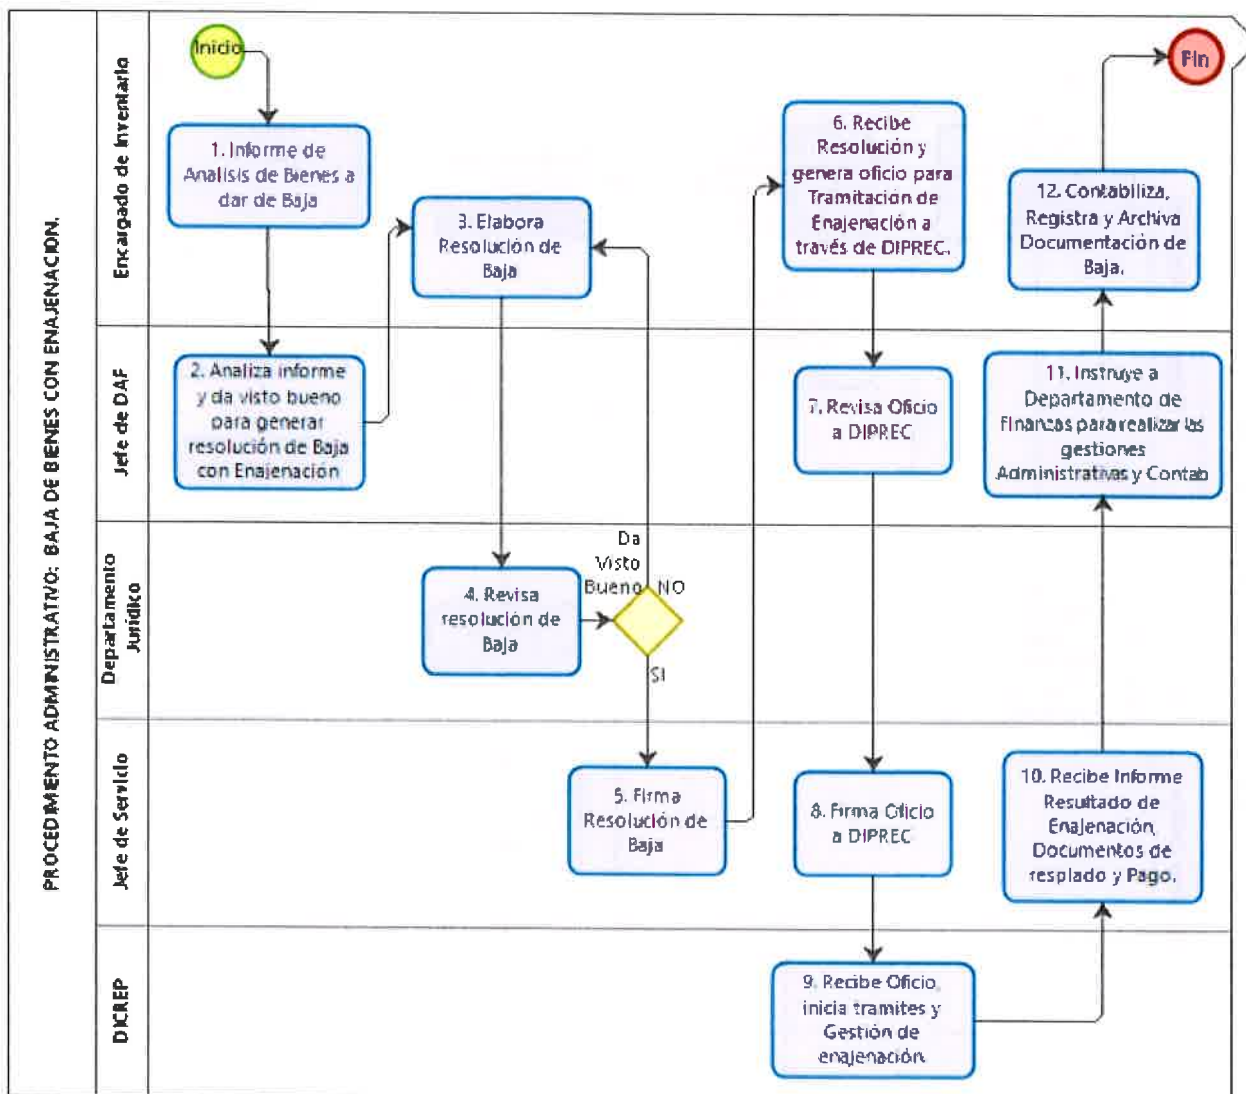 PROCEDIMIENTO ADMINISTRATIVO: BAJA DE BIENES CON ENAJENACION.
Encargado de Inventario
Inicio
1. Informe de
Analisis de Bienes a
dar de Baja
3. Elabora
Resolución de
Baja
6. Recibe
Resolución y
genera oficio para
Tramitación de
Enajenación a
través de DIPREC.
12. Contabiliza,
Registra y Archiva
Documentación de
Baja.
Fin
Jefe de DAF
2. Analiza informe
y da visto bueno
para generar
resolución de Baja
con Enajenación
7. Revisa Oficio
a DIPREC
11. Instruye a
Departamento de
Finanzas para realizar las
gestiones
Administrativas y Contab
Departamento
Jurídico
4. Revisa
resolución de
Baja
Da
Visto
Bueno NO
SI
Jefe de Servicio
5. Firma
Resolución de
Baja
8. Firma Oficio
a DIPREC
10. Recibe Informe
Resultado de
Enajenación,
Documentos de
resplado y Pago.
DICREP
9. Recibe Oficio,
inicia tramites y
Gestión de
enajenación